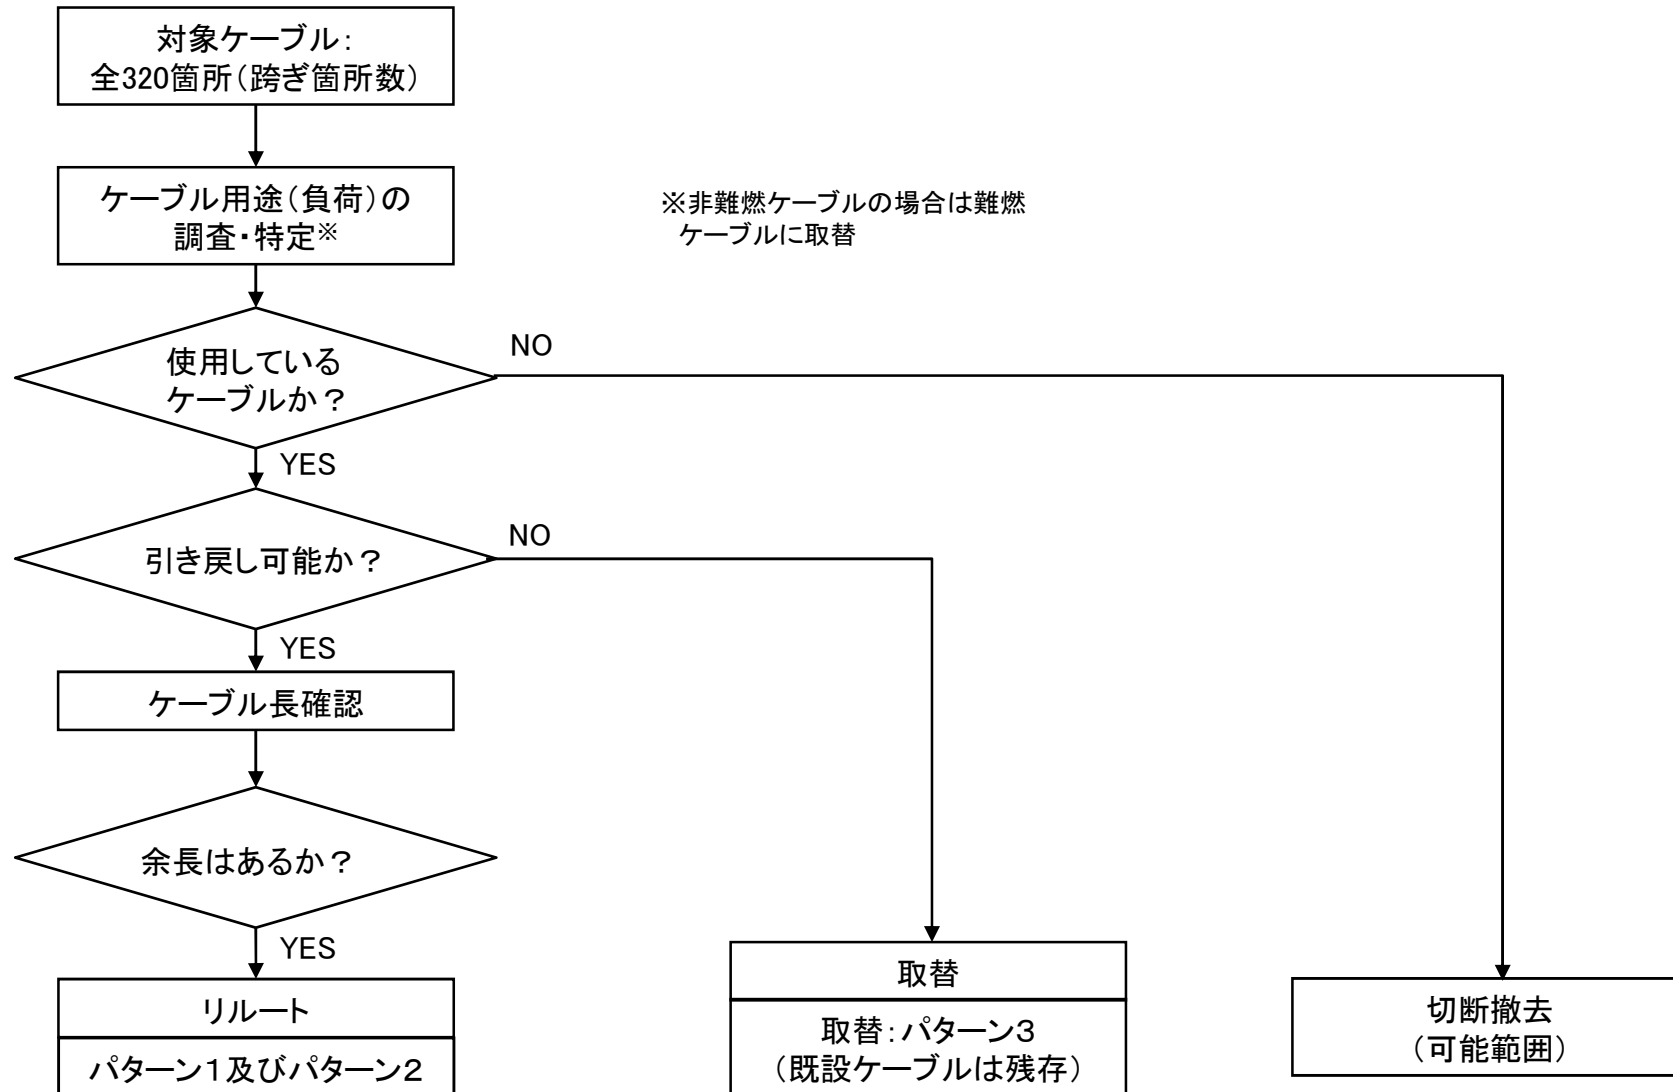 対象ケーブル：
全320箇所（跨ぎ箇所数）
ケーブル用途（負荷）の
調査・特定※
※非難燃ケーブルの場合は難燃
ケーブルに取替
使用している
ケーブルか？
NO
YES
引き戻し可能か？
NO
YES
ケーブル長確認
余長はあるか？
YES
リルート
パターン１及びパターン２
取替
取替：パターン３
（既設ケーブルは残存）
切断撤去
（可能範囲）